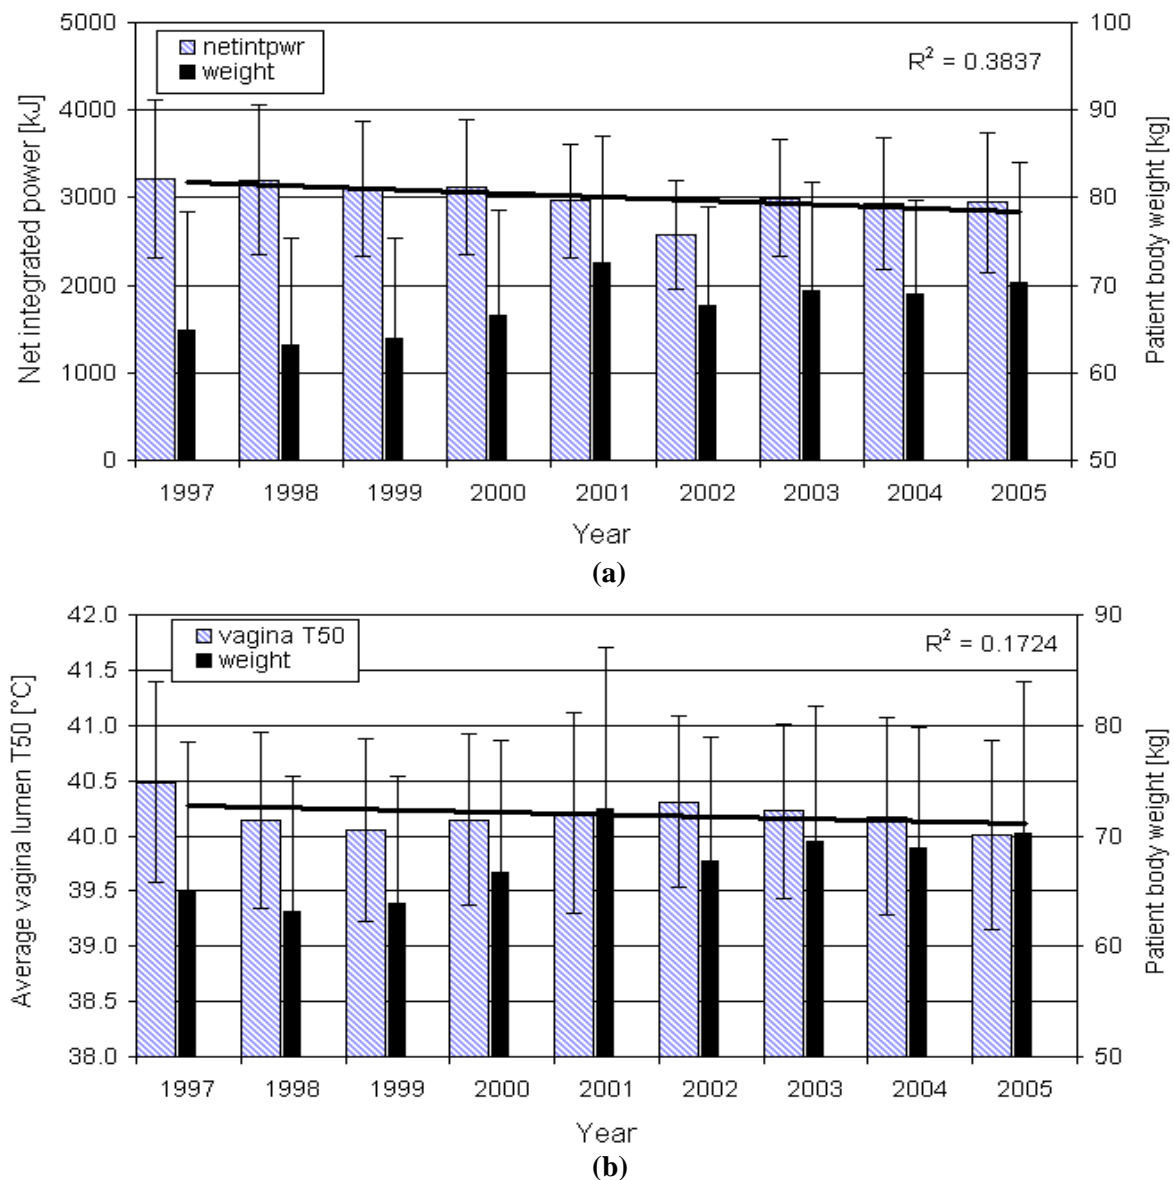 5000
4000
3000
2000
1000
0
Net integrated power [kJ]
netintpwr
weight
R² = 0.3837
100
90
80
70
60
50
Patient body weight [kg]
1997 1998 1999 2000 2001 2002 2003 2004 2005
Year
(a)
42.0
41.5
41.0
40.5
40.0
39.5
39.0
38.5
38.0
Average vagina lumen T50 [°C]
vagina T50
weight
R² = 0.1724
90
80
70
60
50
Patient body weight [kg]
1997 1998 1999 2000 2001 2002 2003 2004 2005
Year
(b)